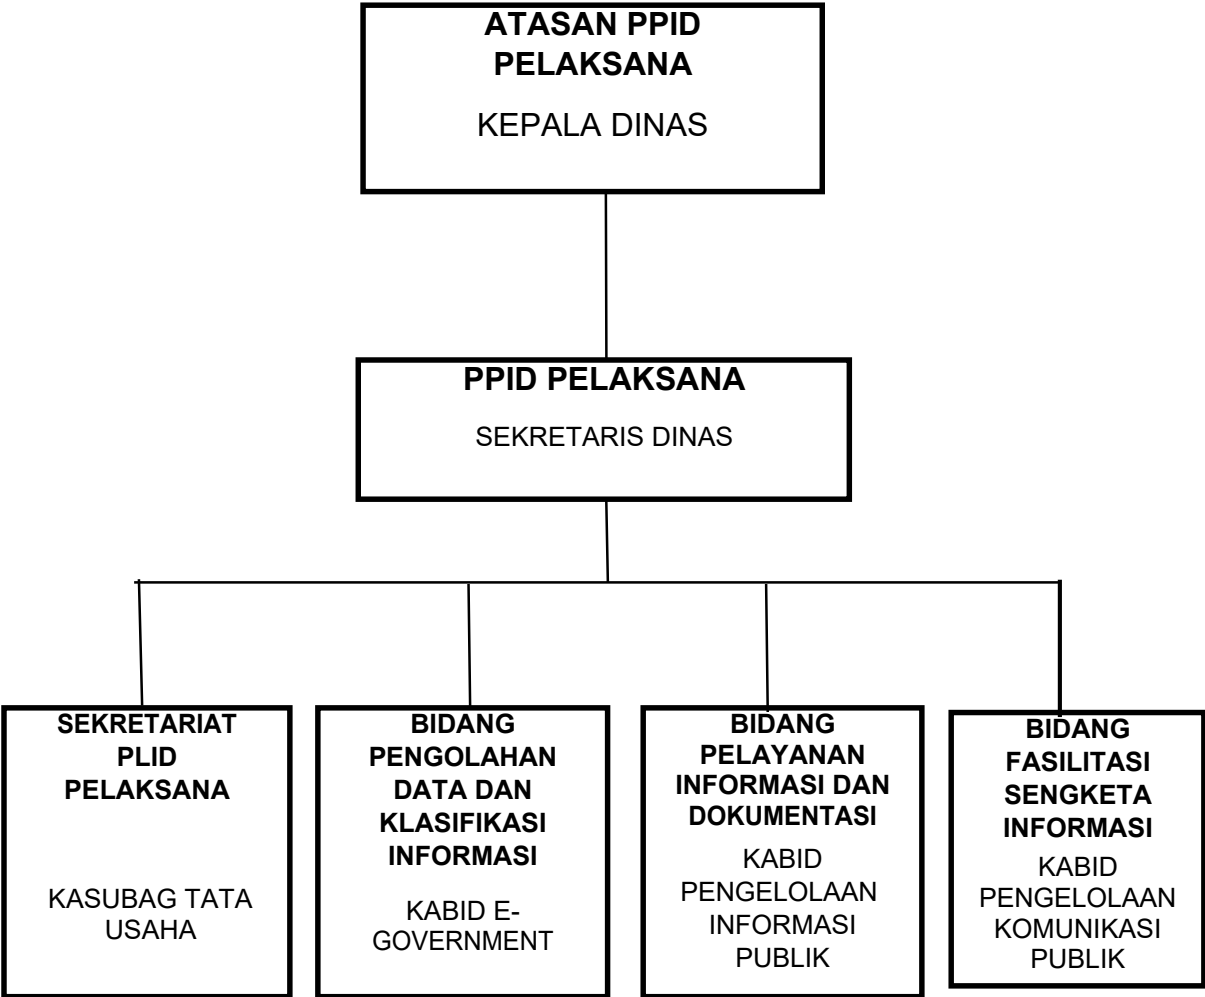 ATASAN PPID
PELAKSANA
KEPALA DINAS
PPID PELAKSANA
SEKRETARIS DINAS
SEKRETARIAT
PLID
PELAKSANA
KASUBAG TATA
USAHA
BIDANG
PENGOLAHAN
DATA DAN
KLASIFIKASI
INFORMASI
KABID E-
GOVERNMENT
BIDANG
PELAYANAN
INFORMASI DAN
DOKUMENTASI
KABID
PENGELOLAAN
INFORMASI
PUBLIK
BIDANG
FASILITASI
SENGKETA
INFORMASI
KABID
PENGELOLAAN
KOMUNIKASI
PUBLIK